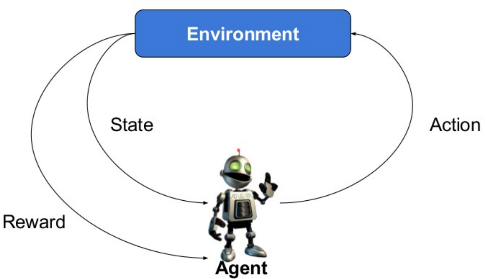 Environment
State
Action
Reward
Agent